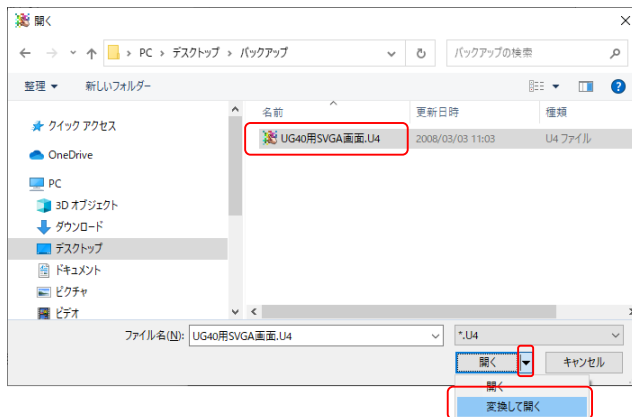 開く
PC › デスクトップ › バックアップ
バックアップの検索
整理
新しいフォルダー
名前
更新日時
種類
クイック アクセス
OneDrive
PC
3D オブジェクト
ダウンロード
デスクトップ
ドキュメント
ピクチャ
ビデオ
UG40用SVGA画面.U4
2008/03/03 11:03
U4 ファイル
ファイル名(N):
UG40用SVGA画面.U4
*.U4
開く
キャンセル
開く
変換して開く